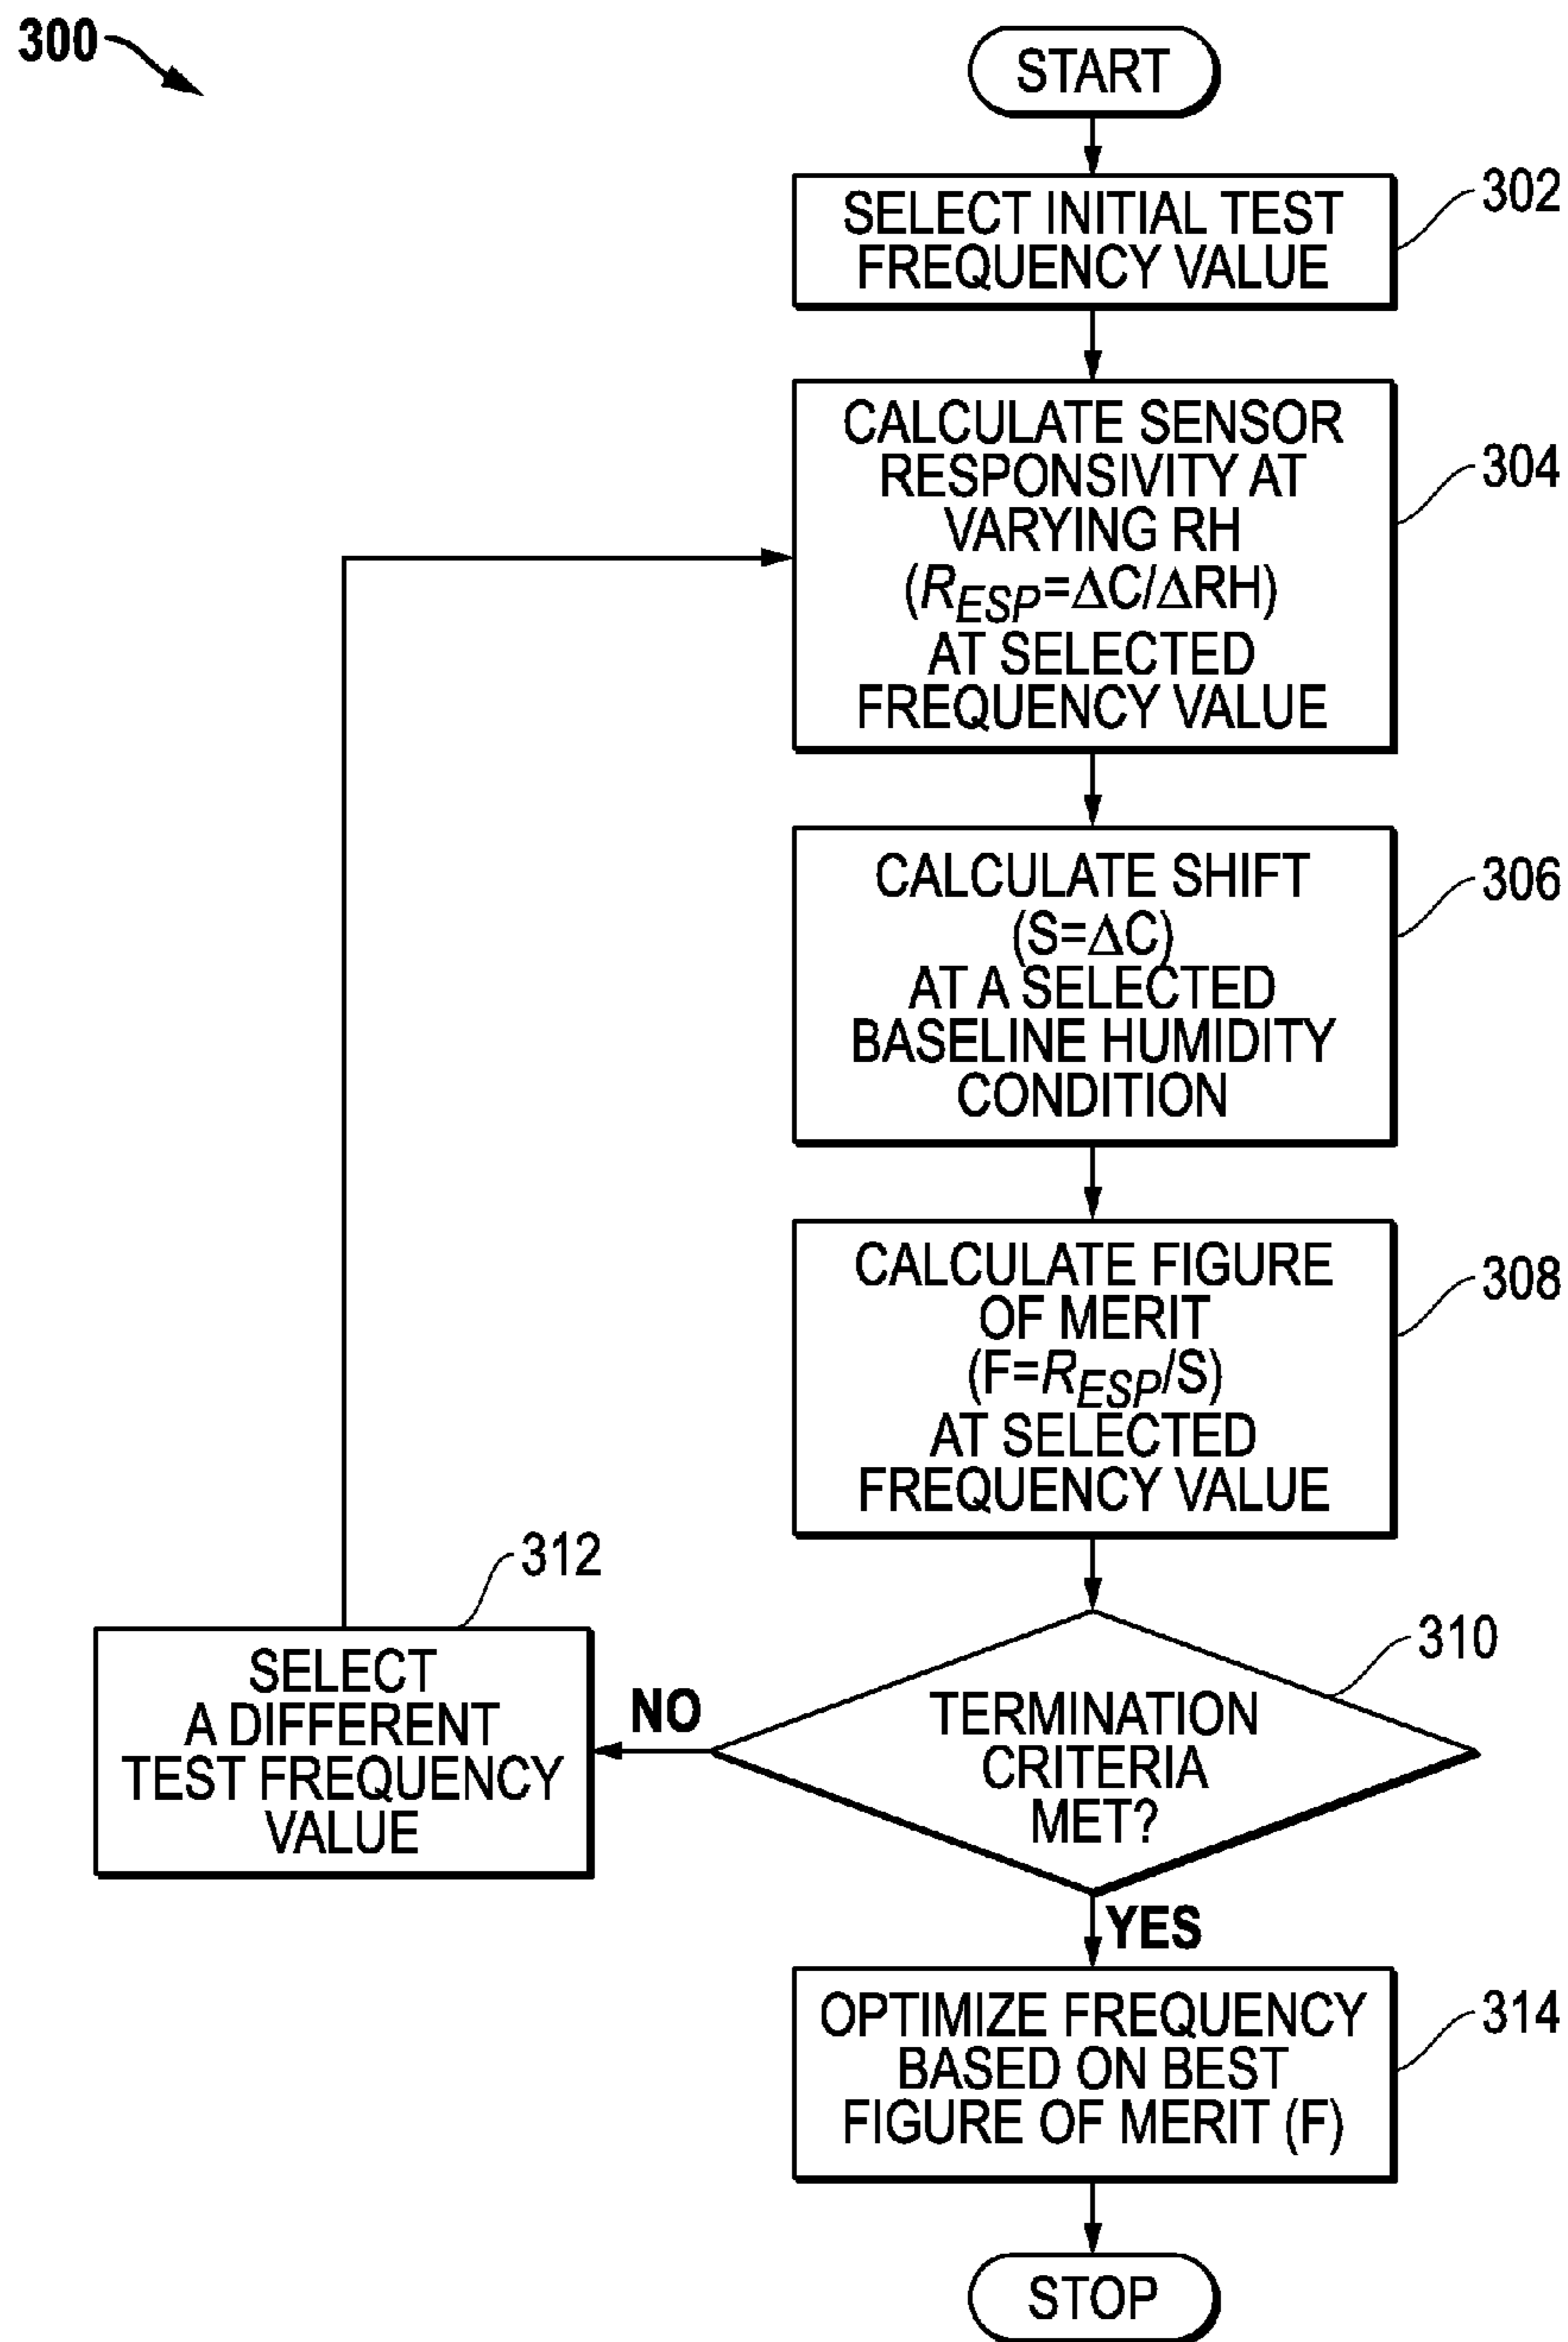 300
START
SELECT INITIAL TEST
FREQUENCY VALUE
302
CALCULATE SENSOR
RESPONSIVITY AT
VARYING RH
(R_ESP=ΔC/ΔRH)
AT SELECTED
FREQUENCY VALUE
304
CALCULATE SHIFT
(S=ΔC)
AT A SELECTED
BASELINE HUMIDITY
CONDITION
306
CALCULATE FIGURE
OF MERIT
(F=R_ESP/S)
AT SELECTED
FREQUENCY VALUE
308
TERMINATION
CRITERIA
MET?
310
NO
SELECT
A DIFFERENT
TEST FREQUENCY
VALUE
312
YES
OPTIMIZE FREQUENCY
BASED ON BEST
FIGURE OF MERIT (F)
314
STOP